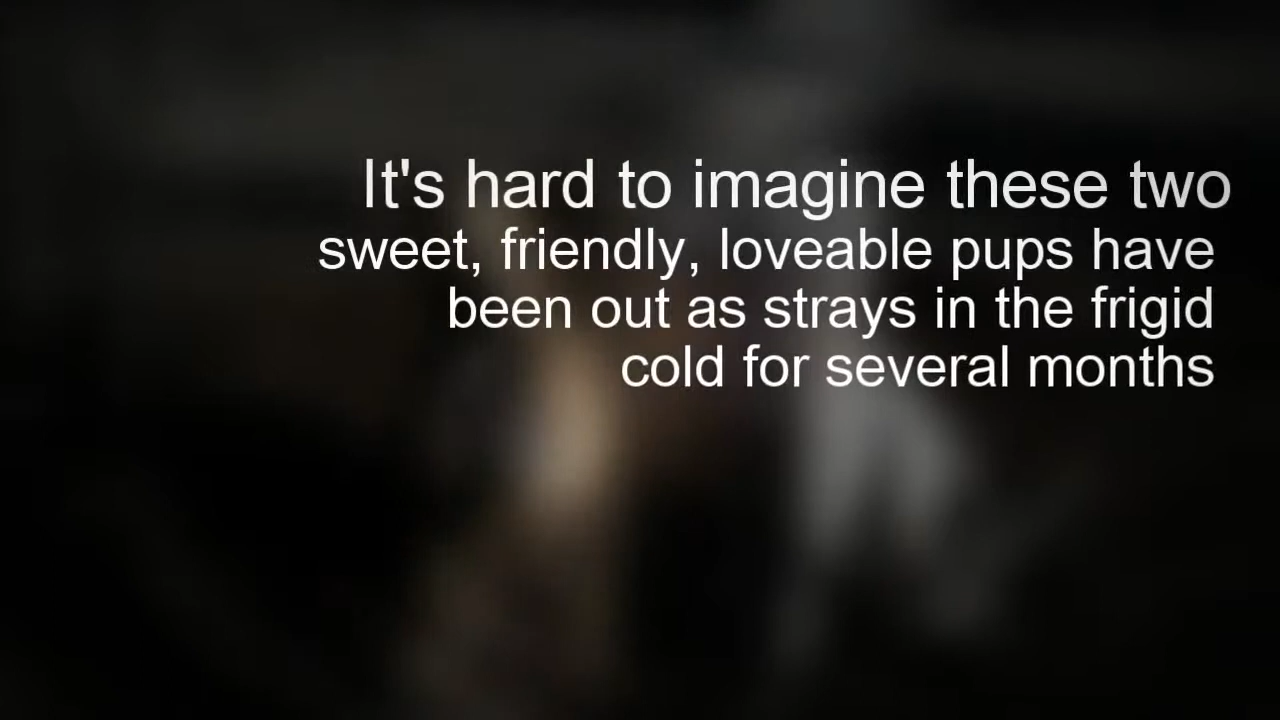 It's hard to imagine these two
sweet, friendly, loveable pups have
been out as strays in the frigid
cold for several months